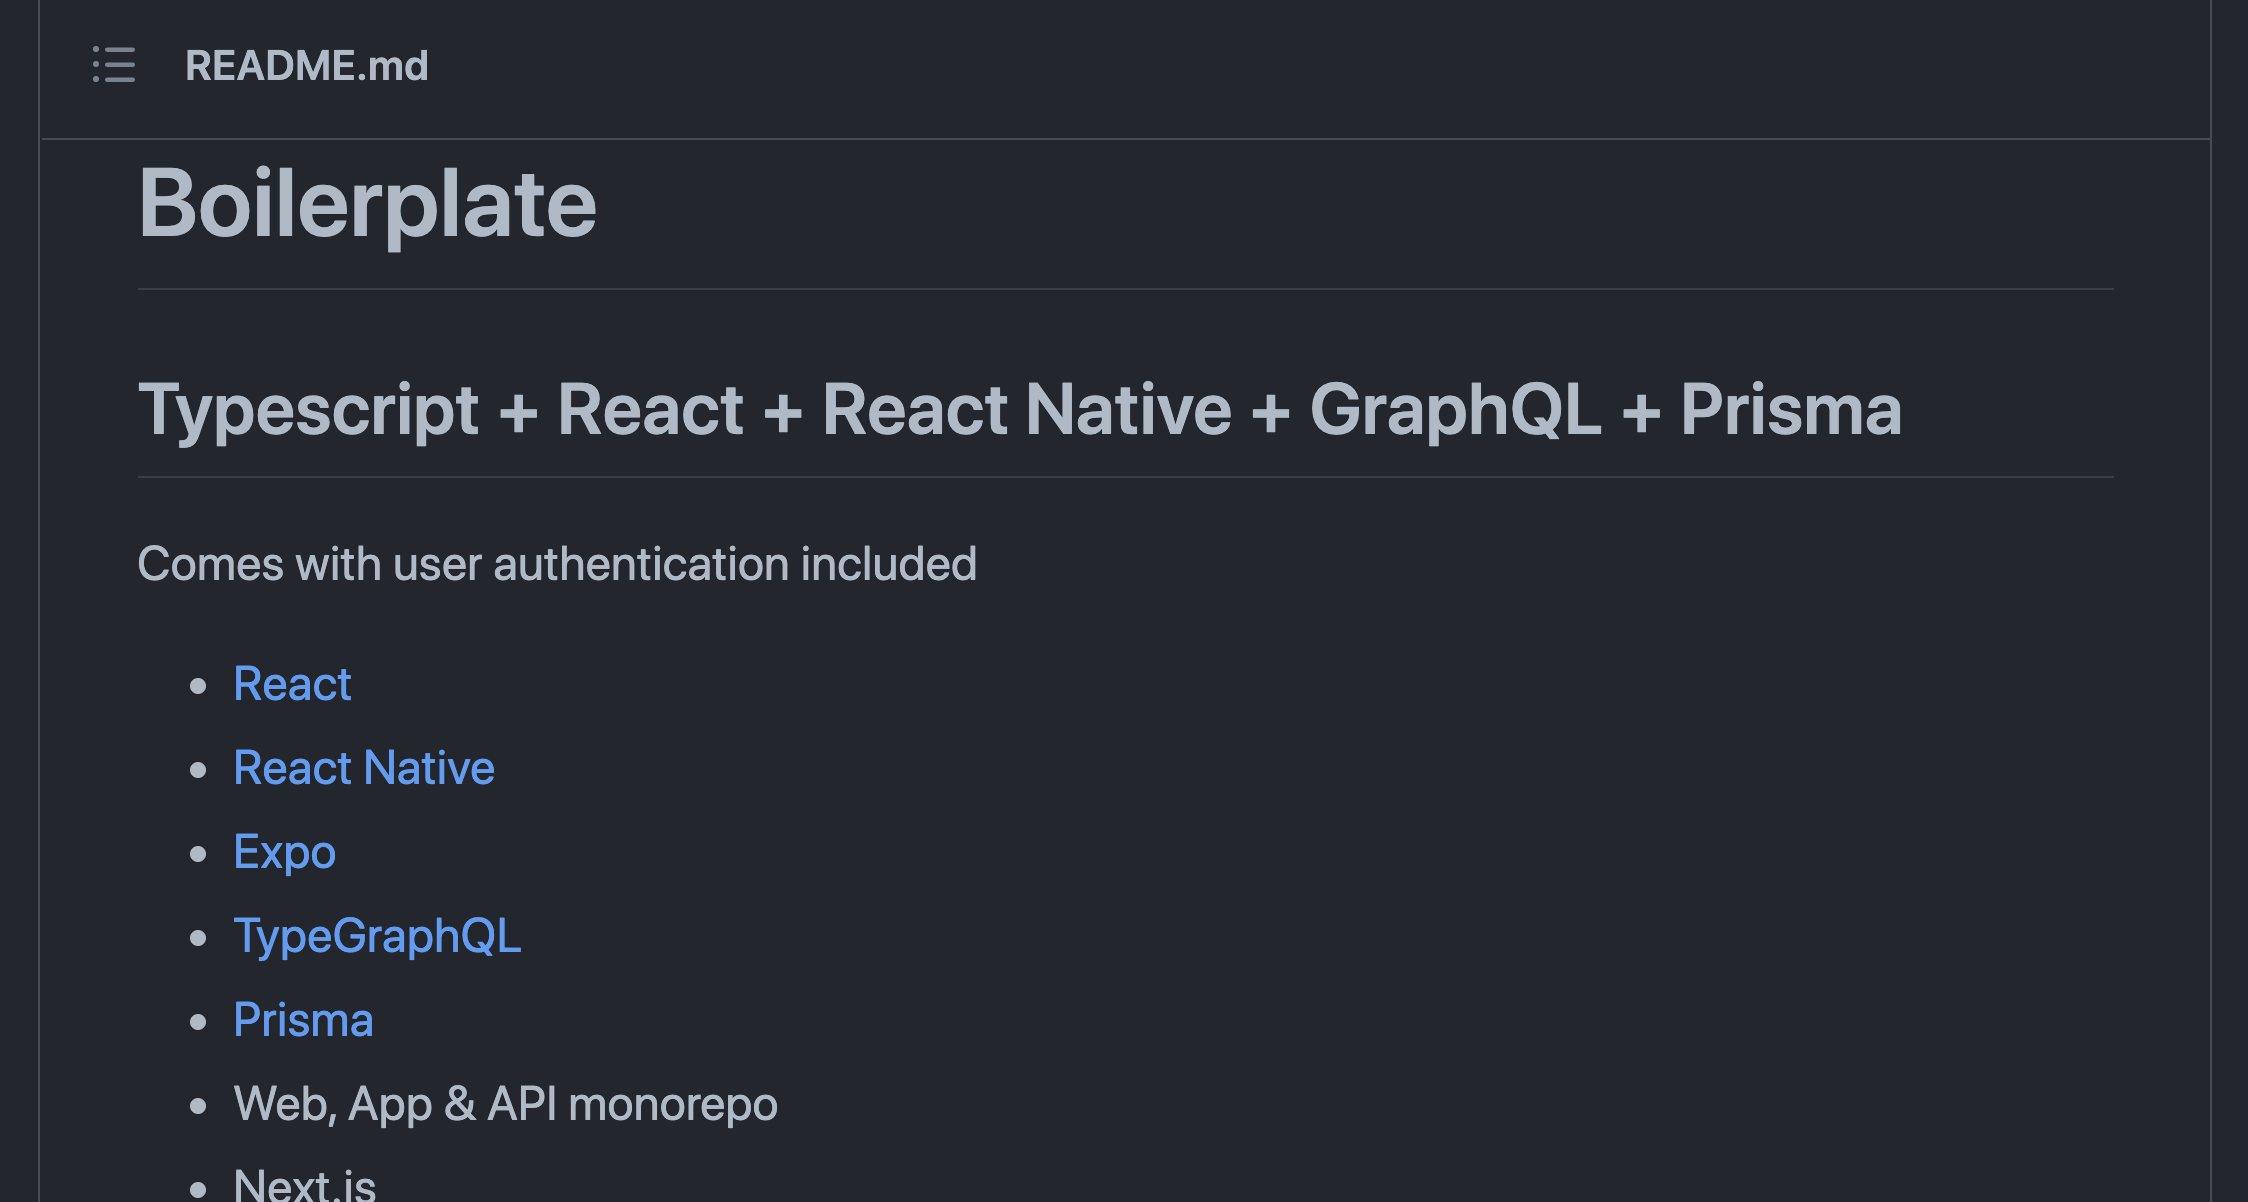 README.md
Boilerplate
Typescript + React + React Native + GraphQL + Prisma
Comes with user authentication included
React
React Native
Expo
TypeGraphQL
Prisma
Web, App & API monorepo
Next.js